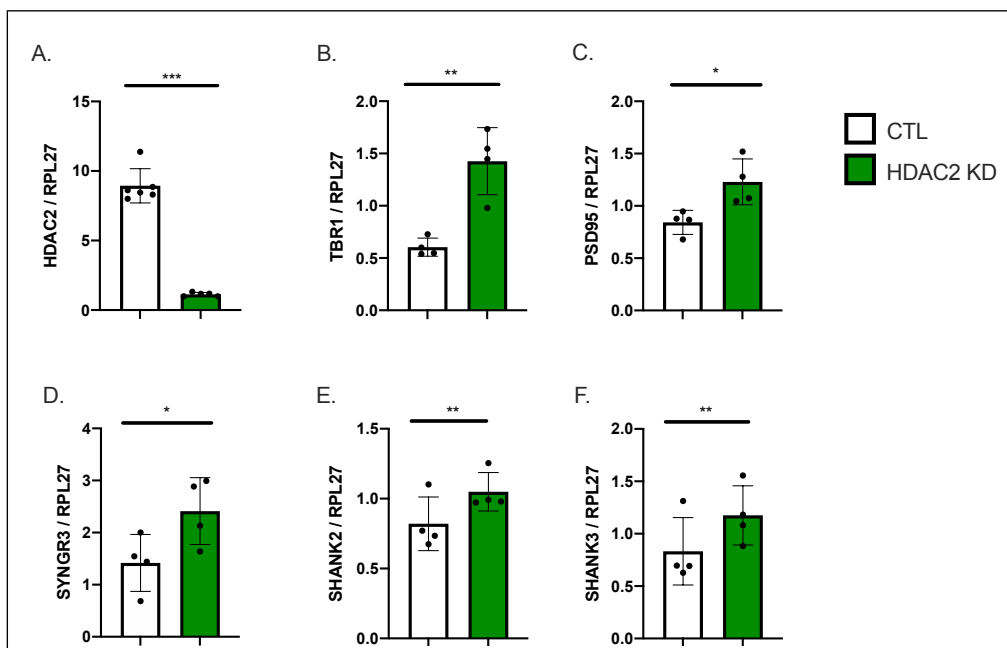 A.
***
15
10
5
0
HDAC2 / RPL27
B.
**
2.0
1.5
1.0
0.5
0.0
TBR1 / RPL27
C.
*
2.0
1.5
1.0
0.5
0.0
PSD95 / RPL27
CTL
HDAC2 KD
D.
*
4
3
2
1
0
SYNGR3 / RPL27
E.
**
1.5
1.0
0.5
0.0
SHANK2 / RPL27
F.
**
2.0
1.5
1.0
0.5
0.0
SHANK3 / RPL27